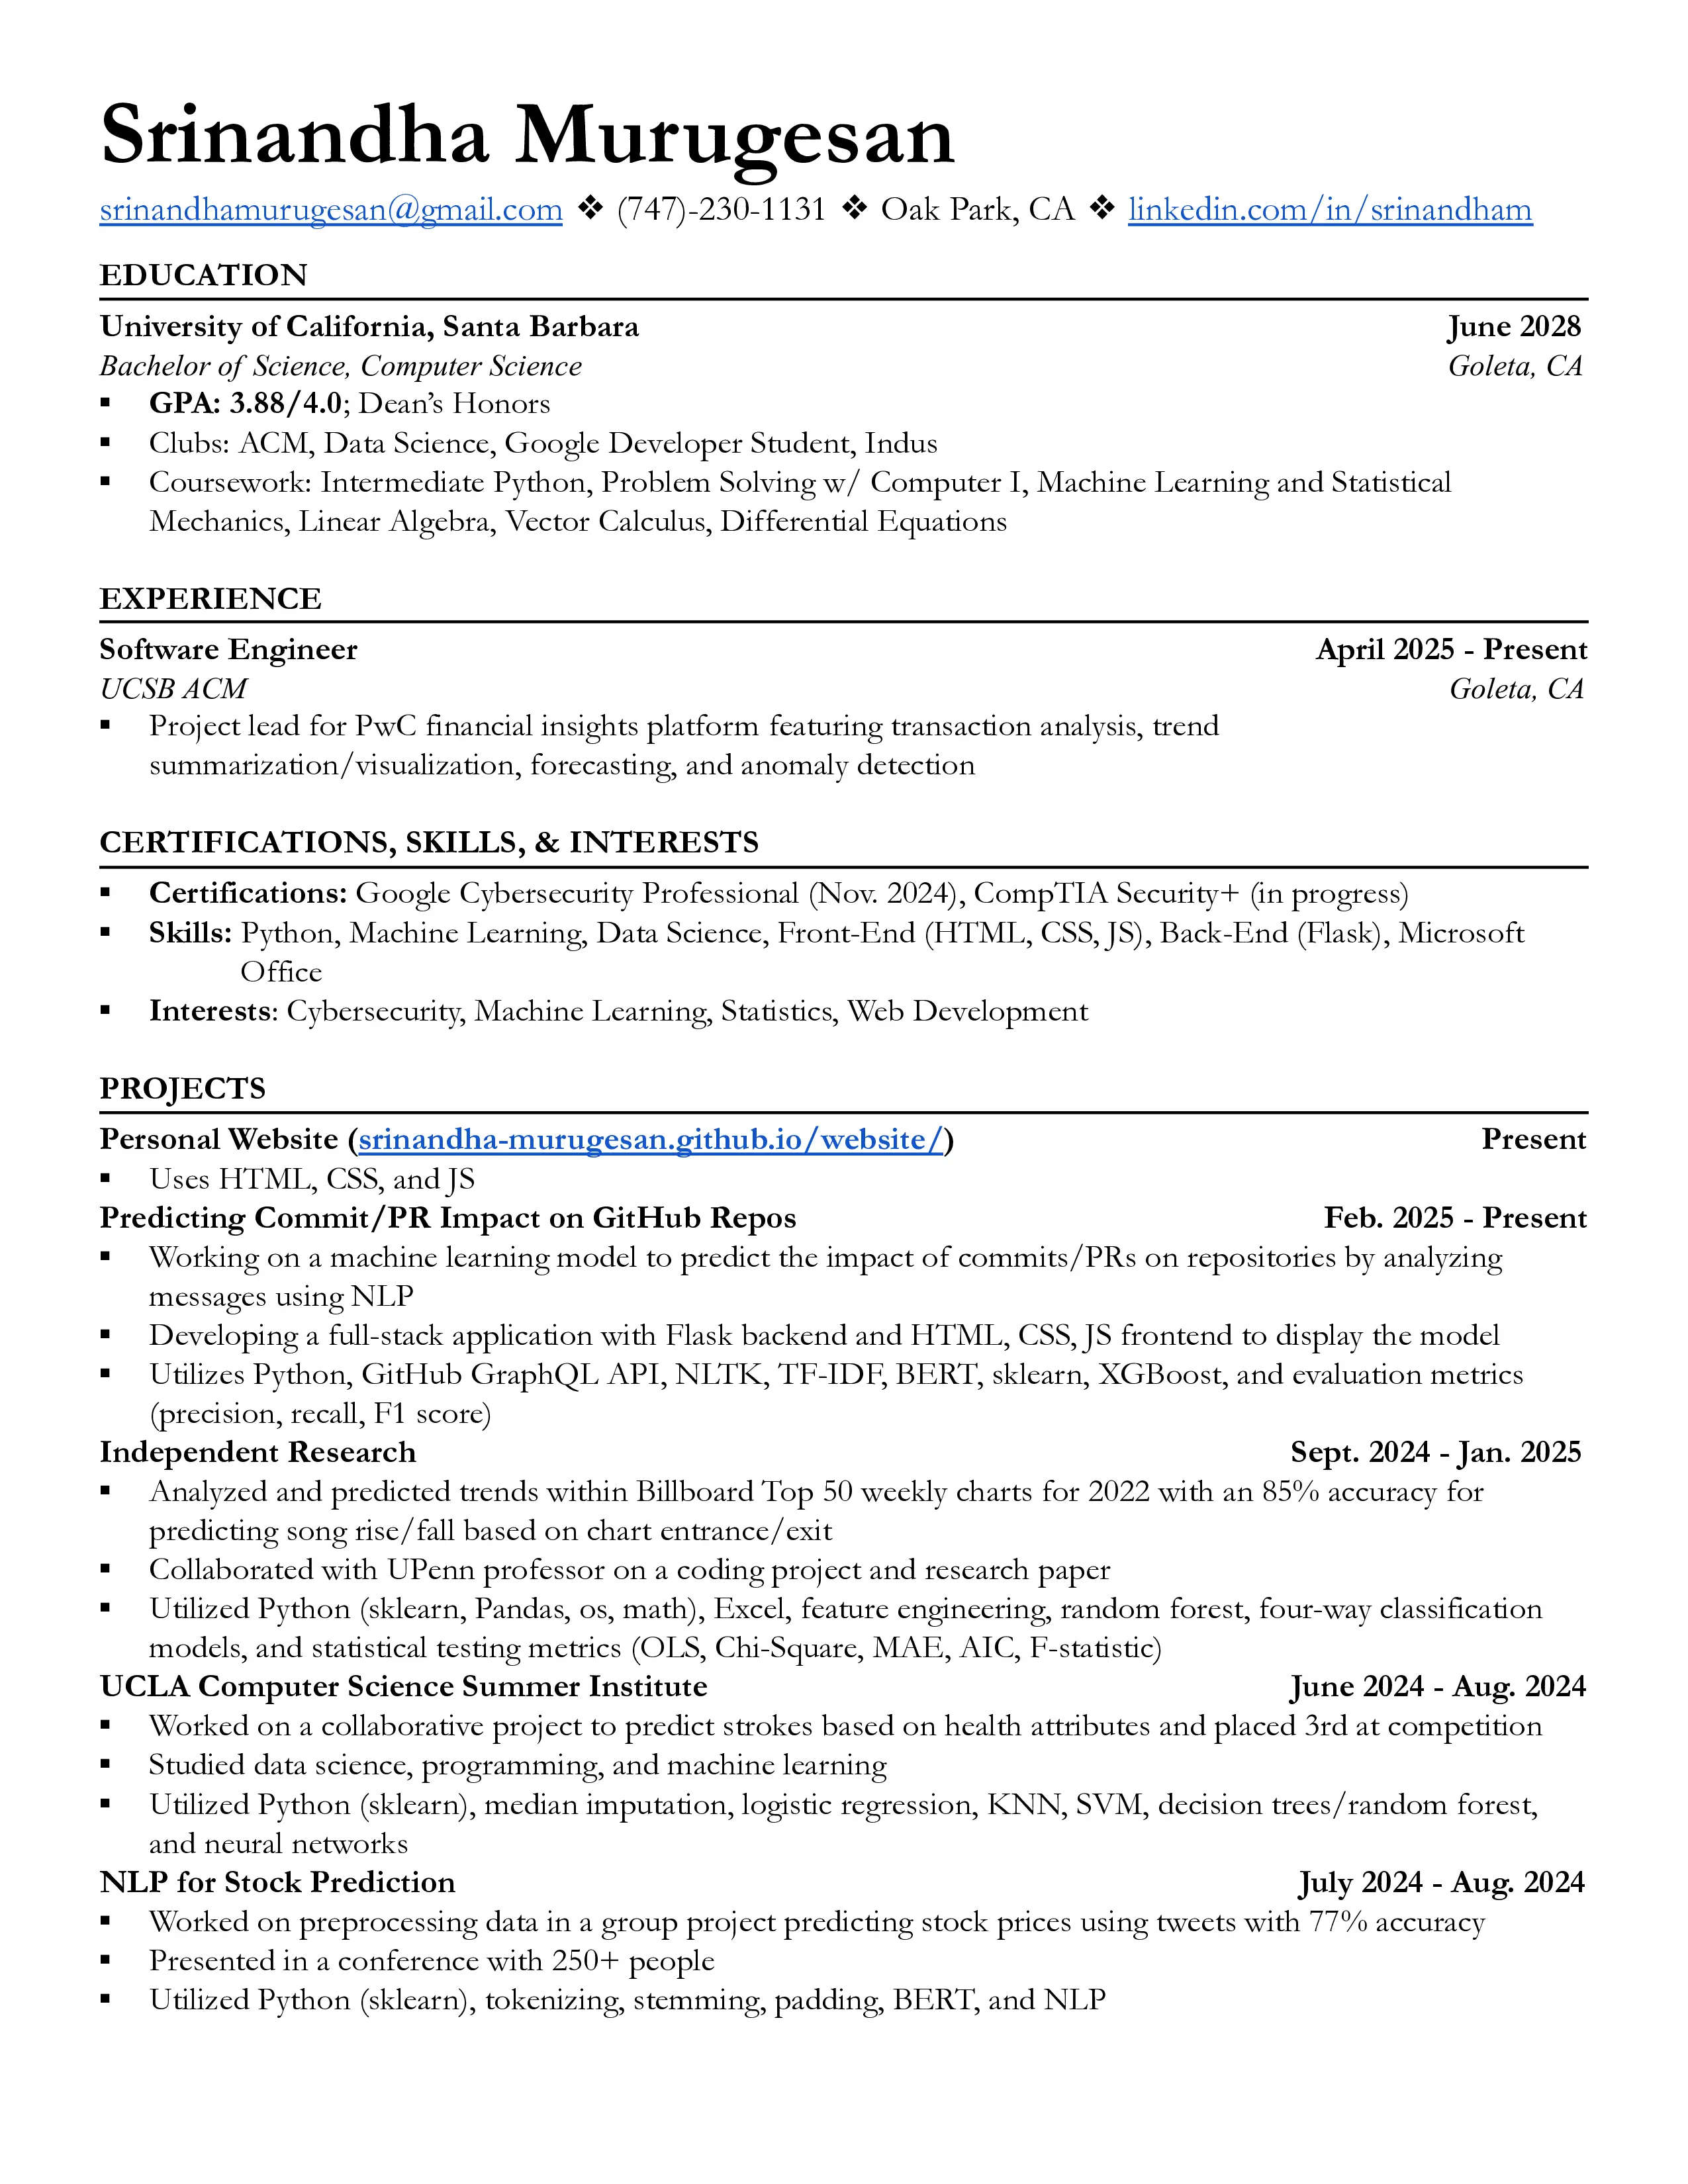 Srinandha Murugesan
srinandhamurugesan@gmail.com ❖ (747)-230-1131 ❖ Oak Park, CA ❖ linkedin.com/in/srinandham
EDUCATION
University of California, Santa Barbara June 2028
Bachelor of Science, Computer Science Goleta, CA
▪ GPA: 3.88/4.0; Dean’s Honors
▪ Clubs: ACM, Data Science, Google Developer Student, Indus
▪ Coursework: Intermediate Python, Problem Solving w/ Computer I, Machine Learning and Statistical
Mechanics, Linear Algebra, Vector Calculus, Differential Equations
EXPERIENCE
Software Engineer April 2025 - Present
UCSB ACM Goleta, CA
▪ Project lead for PwC financial insights platform featuring transaction analysis, trend
summarization/visualization, forecasting, and anomaly detection
CERTIFICATIONS, SKILLS, & INTERESTS
▪ Certifications: Google Cybersecurity Professional (Nov. 2024), CompTIA Security+ (in progress)
▪ Skills: Python, Machine Learning, Data Science, Front-End (HTML, CSS, JS), Back-End (Flask), Microsoft
Office
▪ Interests: Cybersecurity, Machine Learning, Statistics, Web Development
PROJECTS
Personal Website (srinandha-murugesan.github.io/website/) Present
▪ Uses HTML, CSS, and JS
Predicting Commit/PR Impact on GitHub Repos Feb. 2025 - Present
▪ Working on a machine learning model to predict the impact of commits/PRs on repositories by analyzing
messages using NLP
▪ Developing a full-stack application with Flask backend and HTML, CSS, JS frontend to display the model
▪ Utilizes Python, GitHub GraphQL API, NLTK, TF-IDF, BERT, sklearn, XGBoost, and evaluation metrics
(precision, recall, F1 score)
Independent Research Sept. 2024 - Jan. 2025
▪ Analyzed and predicted trends within Billboard Top 50 weekly charts for 2022 with an 85% accuracy for
predicting song rise/fall based on chart entrance/exit
▪ Collaborated with UPenn professor on a coding project and research paper
▪ Utilized Python (sklearn, Pandas, os, math), Excel, feature engineering, random forest, four-way classification
models, and statistical testing metrics (OLS, Chi-Square, MAE, AIC, F-statistic)
UCLA Computer Science Summer Institute June 2024 - Aug. 2024
▪ Worked on a collaborative project to predict strokes based on health attributes and placed 3rd at competition
▪ Studied data science, programming, and machine learning
▪ Utilized Python (sklearn), median imputation, logistic regression, KNN, SVM, decision trees/random forest,
and neural networks
NLP for Stock Prediction July 2024 - Aug. 2024
▪ Worked on preprocessing data in a group project predicting stock prices using tweets with 77% accuracy
▪ Presented in a conference with 250+ people
▪ Utilized Python (sklearn), tokenizing, stemming, padding, BERT, and NLP